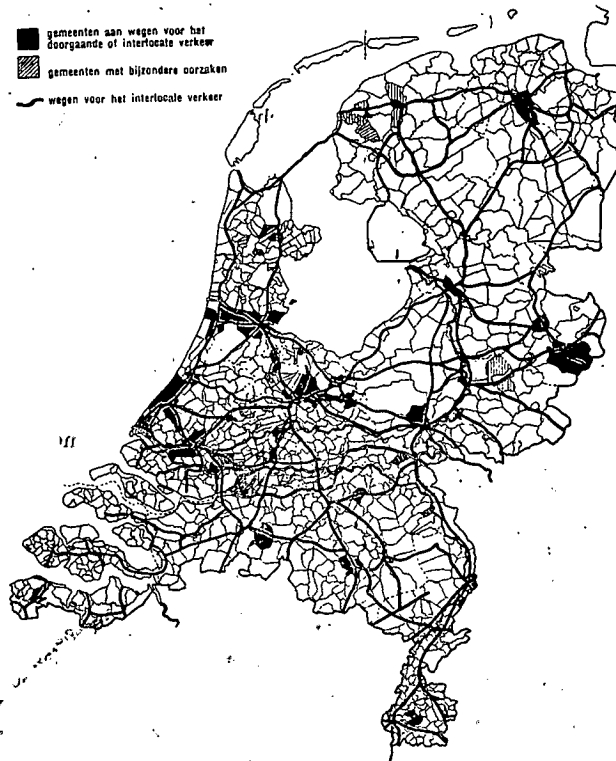 gemeenten aan wegen voor het
doorgaande of interlocale verkeer
gemeenten met bijzondere oorzaken
wegen voor het interlocale verkeer